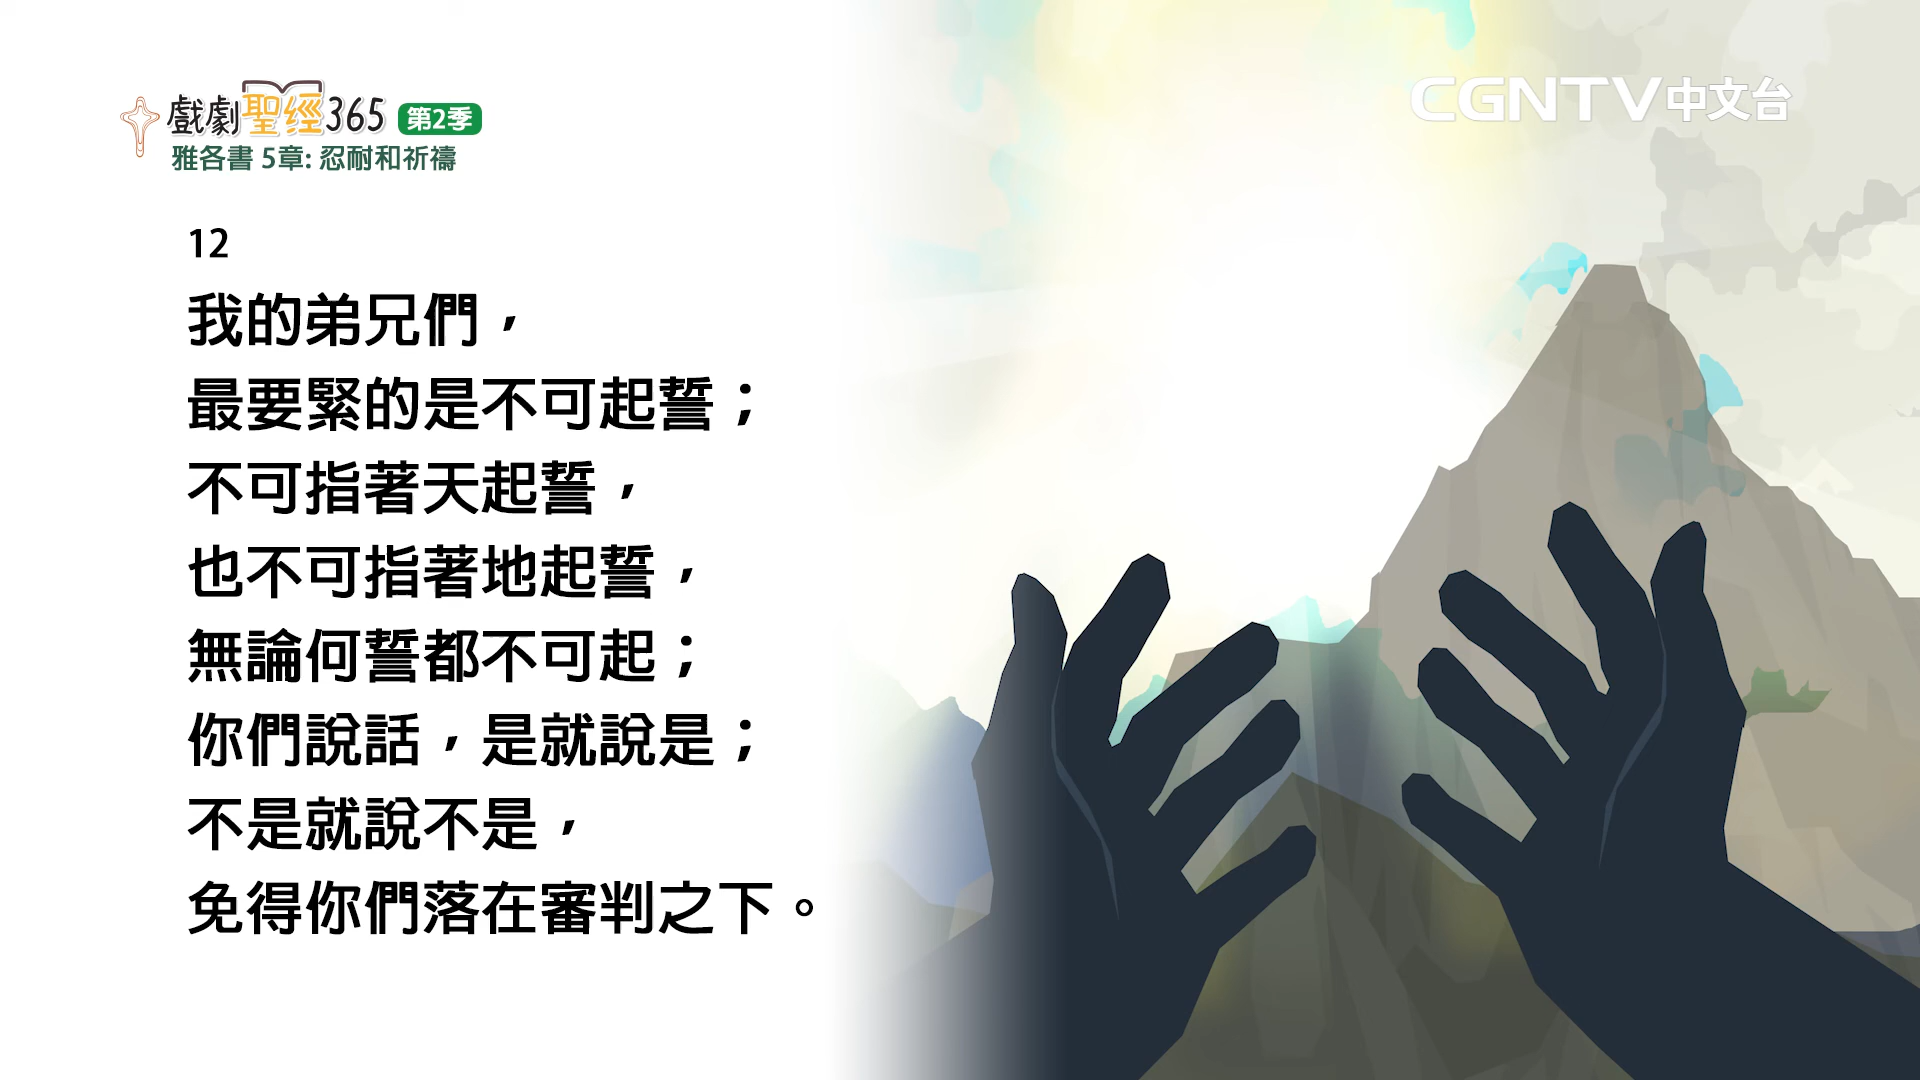 戲劇聖經365 第2季
CGNTV中文台
雅各書 5章: 忍耐和祈禱
12
我的弟兄們，
最要緊的是不可起誓；
不可指著天起誓，
也不可指著地起誓，
無論何誓都不可起；
你們說話，是就說是；
不是就說不是，
免得你們落在審判之下。